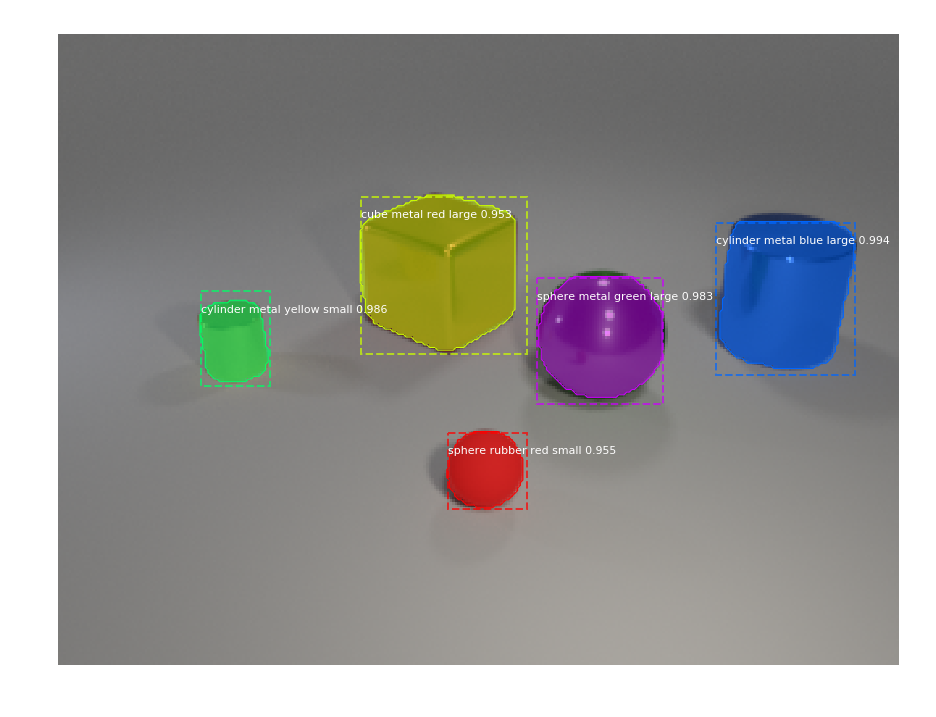 cube metal red large 0.953
cylinder metal blue large 0.994
sphere metal green large 0.983
cylinder metal yellow small 0.986
sphere rubber red small 0.955